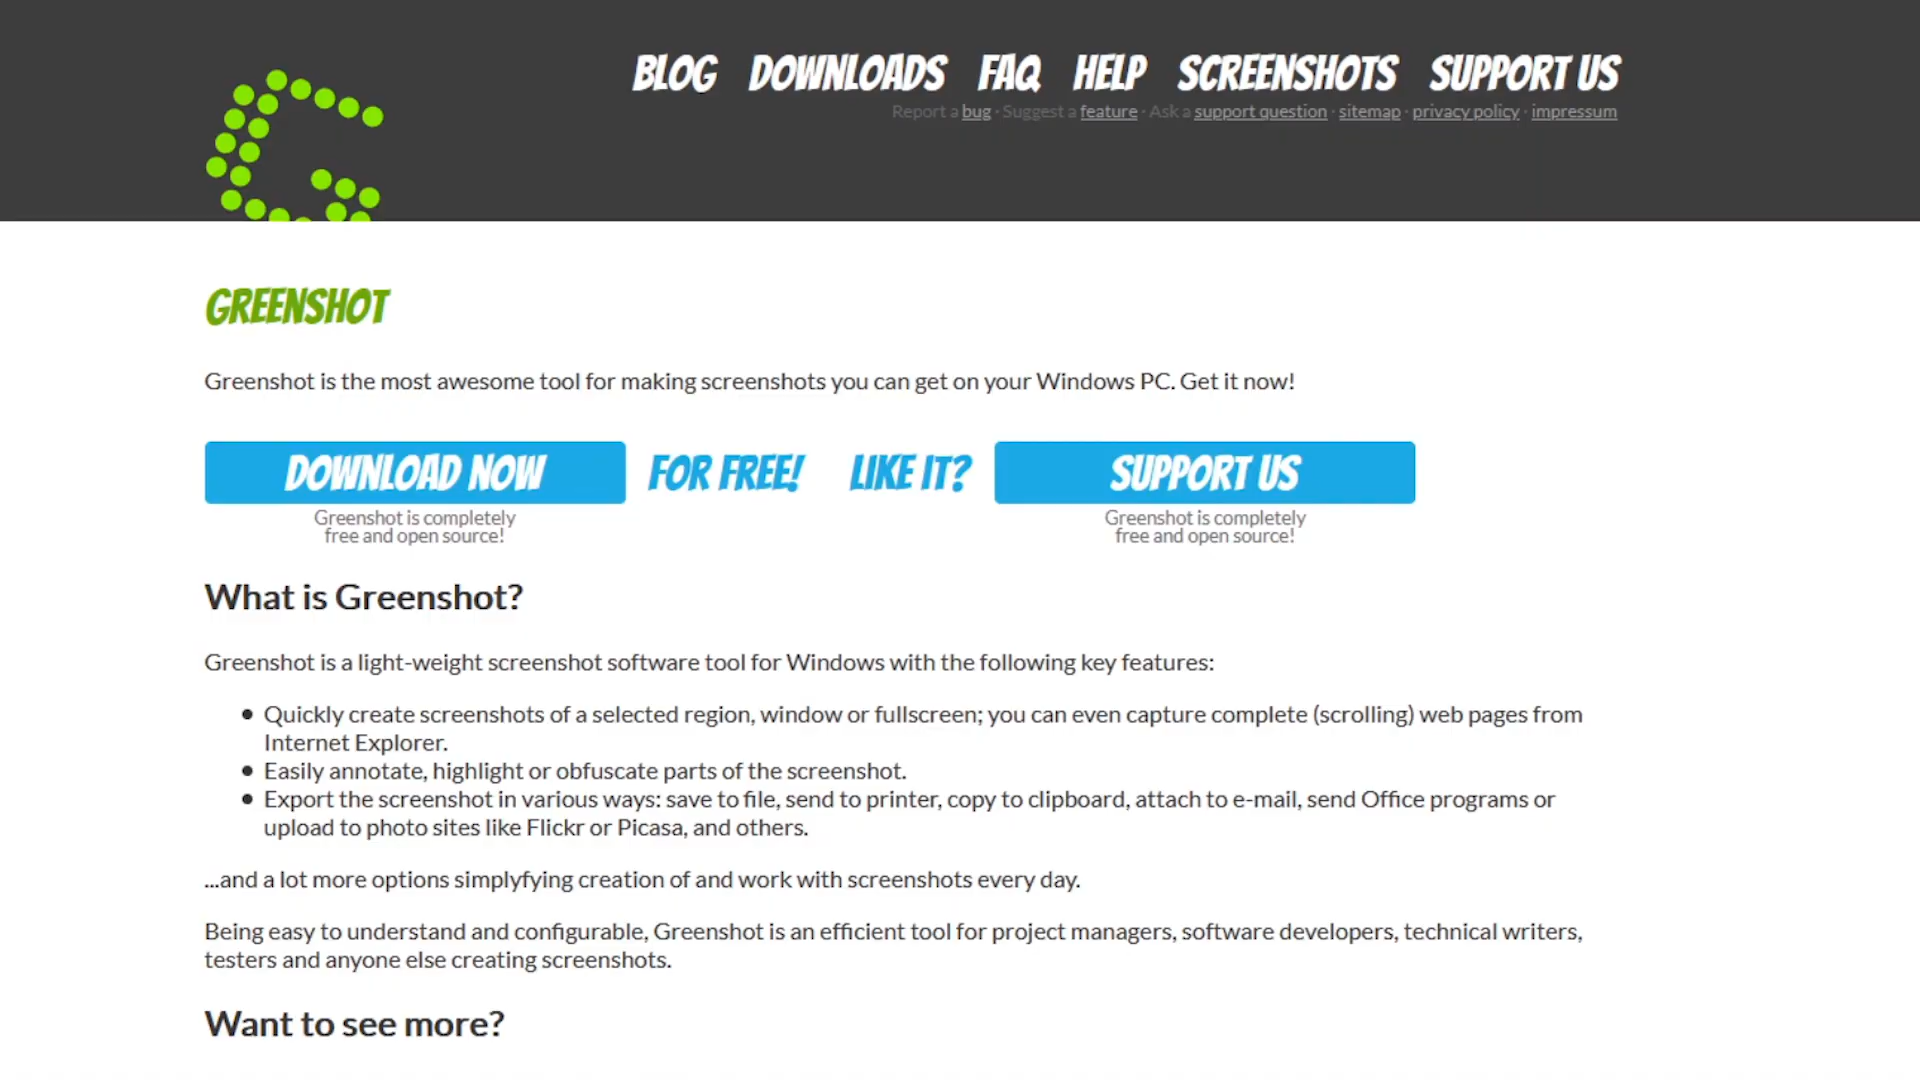 BLOG DOWNLOADS FAQ HELP SCREENSHOTS SUPPORT US
Report a bug · Suggest a feature · Ask a support question · sitemap · privacy policy · impressum
GREENSHOT
Greenshot is the most awesome tool for making screenshots you can get on your Windows PC. Get it now!
DOWNLOAD NOW FOR FREE! LIKE IT? SUPPORT US
Greenshot is completely
free and open source!
Greenshot is completely
free and open source!
What is Greenshot?
Greenshot is a light-weight screenshot software tool for Windows with the following key features:
• Quickly create screenshots of a selected region, window or fullscreen; you can even capture complete (scrolling) web pages from
Internet Explorer.
• Easily annotate, highlight or obfuscate parts of the screenshot.
• Export the screenshot in various ways: save to file, send to printer, copy to clipboard, attach to e-mail, send Office programs or
upload to photo sites like Flickr or Picasa, and others.
...and a lot more options simplyfying creation of and work with screenshots every day.
Being easy to understand and configurable, Greenshot is an efficient tool for project managers, software developers, technical writers,
testers and anyone else creating screenshots.
Want to see more?